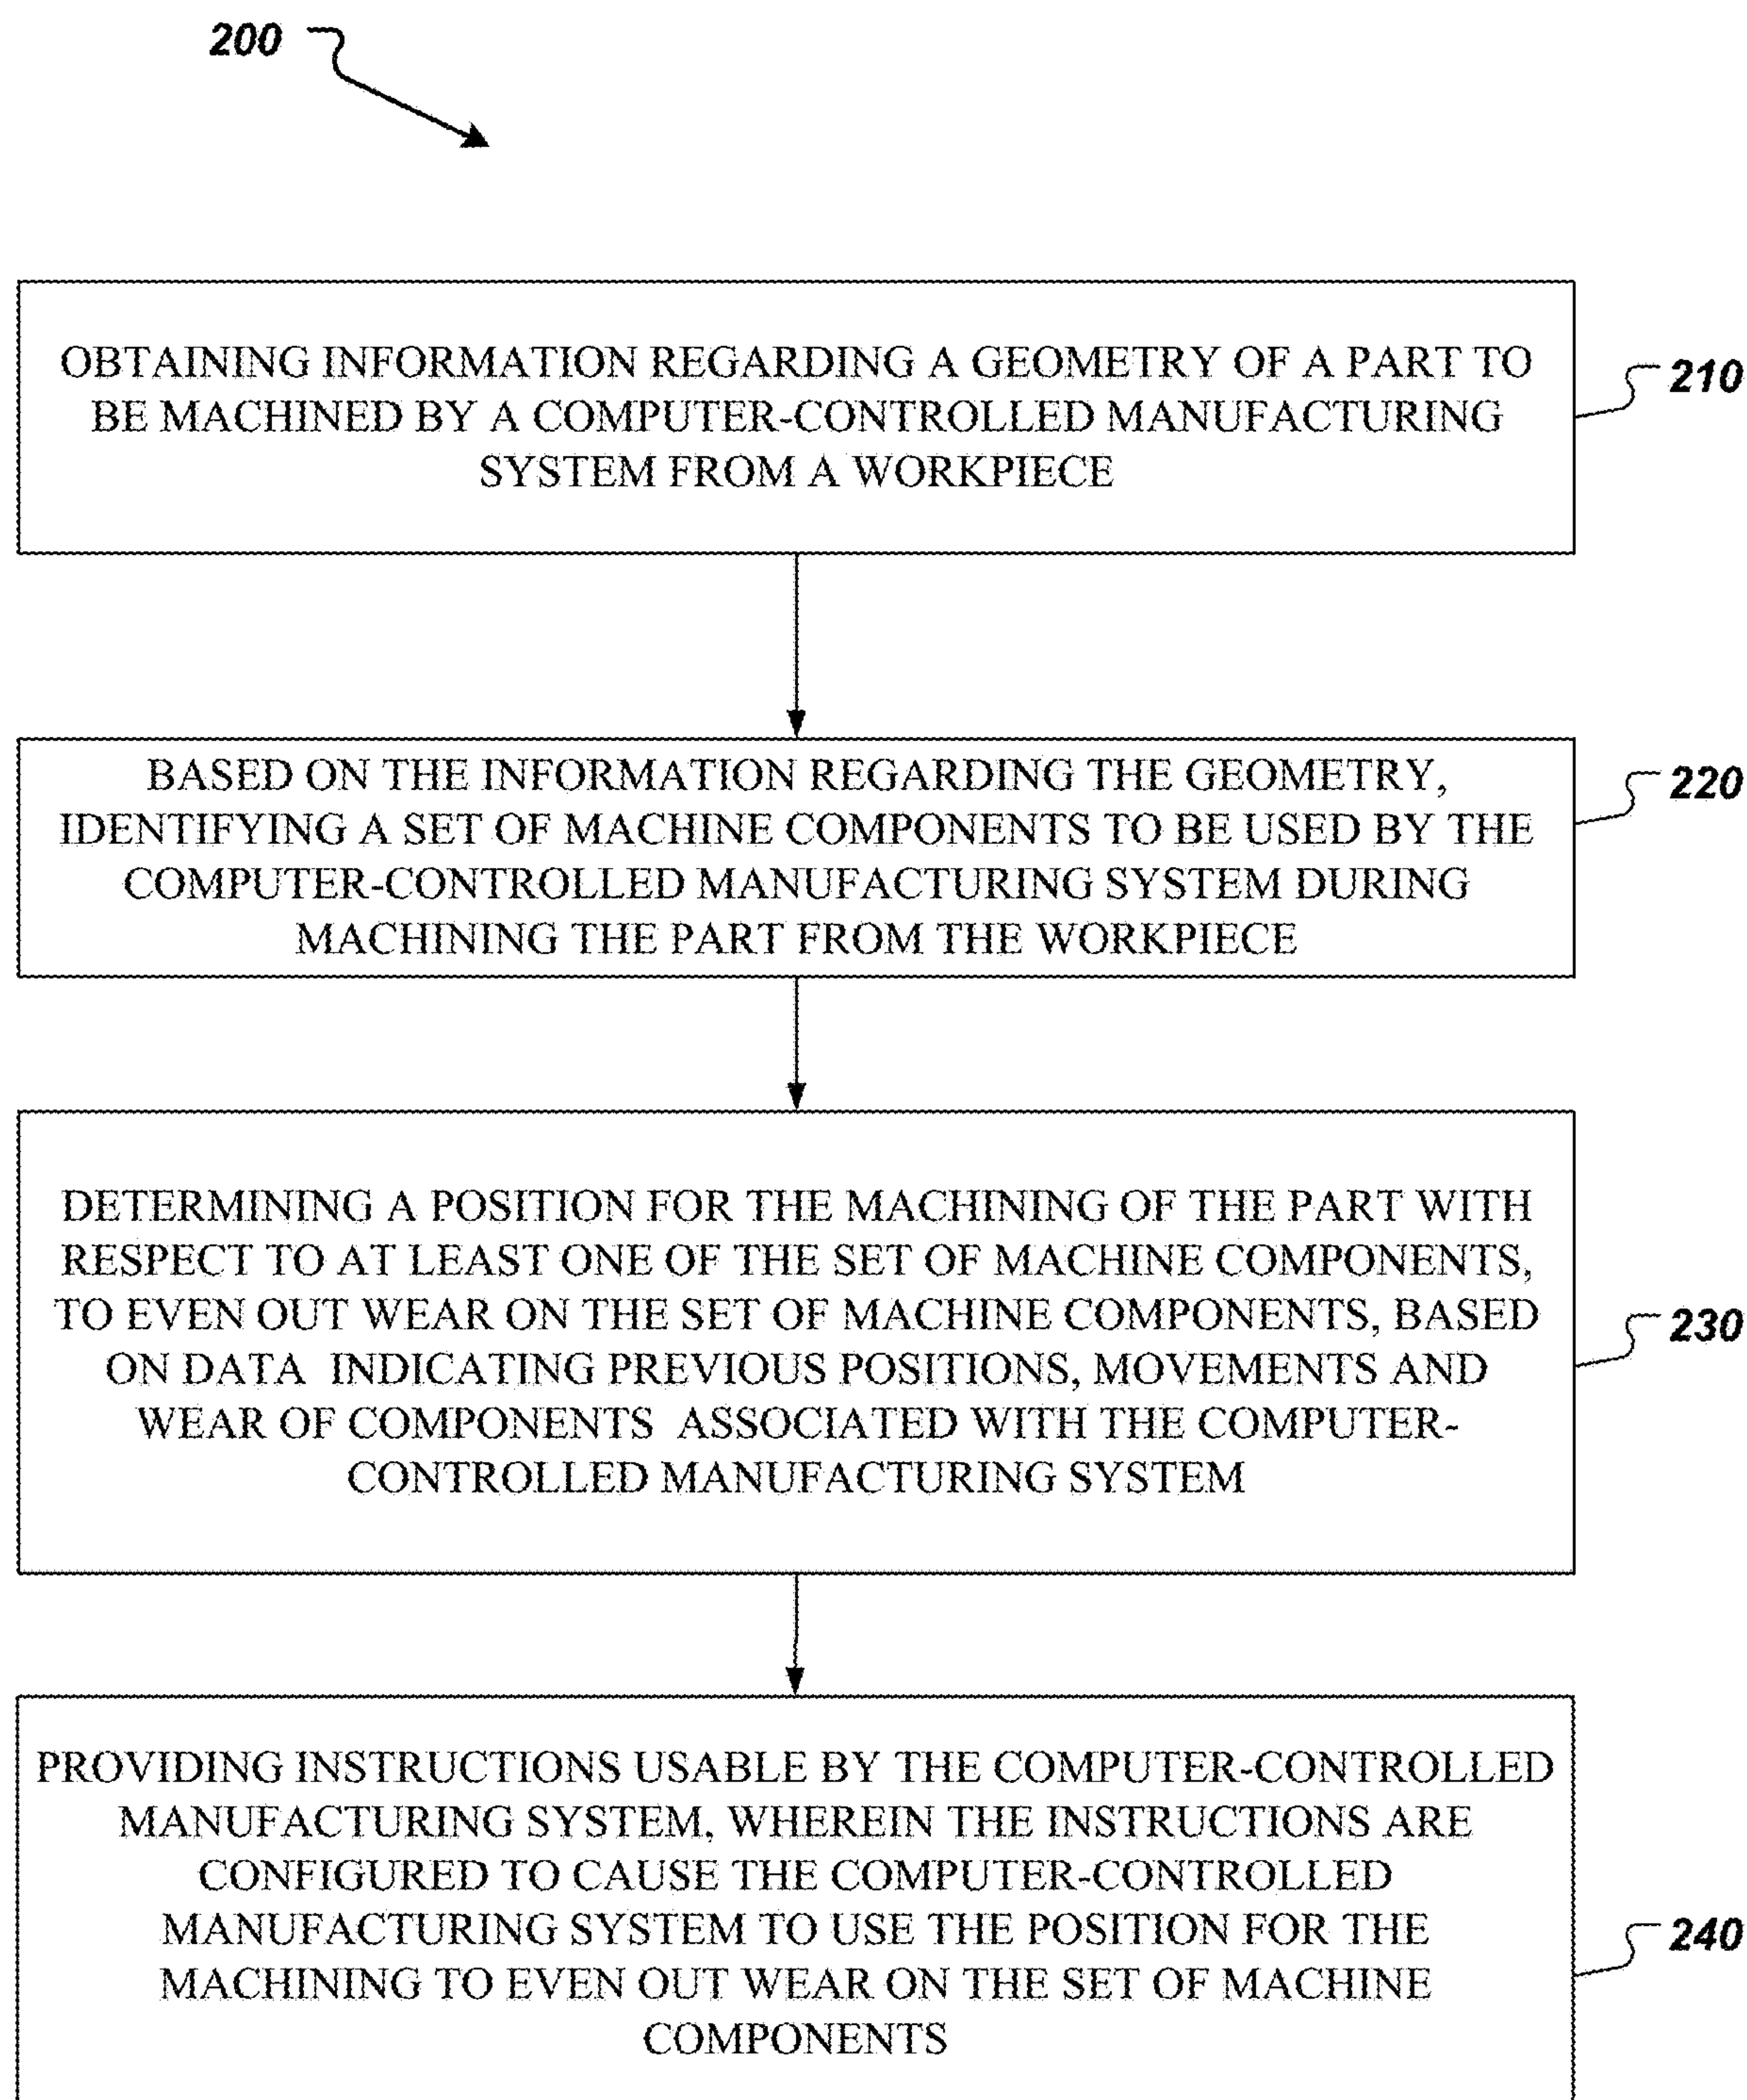 200
OBTAINING INFORMATION REGARDING A GEOMETRY OF A PART TO
BE MACHINED BY A COMPUTER-CONTROLLED MANUFACTURING
SYSTEM FROM A WORKPIECE
210
BASED ON THE INFORMATION REGARDING THE GEOMETRY,
IDENTIFYING A SET OF MACHINE COMPONENTS TO BE USED BY THE
COMPUTER-CONTROLLED MANUFACTURING SYSTEM DURING
MACHINING THE PART FROM THE WORKPIECE
220
DETERMINING A POSITION FOR THE MACHINING OF THE PART WITH
RESPECT TO AT LEAST ONE OF THE SET OF MACHINE COMPONENTS,
TO EVEN OUT WEAR ON THE SET OF MACHINE COMPONENTS, BASED
ON DATA INDICATING PREVIOUS POSITIONS, MOVEMENTS AND
WEAR OF COMPONENTS ASSOCIATED WITH THE COMPUTER-
CONTROLLED MANUFACTURING SYSTEM
230
PROVIDING INSTRUCTIONS USABLE BY THE COMPUTER-CONTROLLED
MANUFACTURING SYSTEM, WHEREIN THE INSTRUCTIONS ARE
CONFIGURED TO CAUSE THE COMPUTER-CONTROLLED
MANUFACTURING SYSTEM TO USE THE POSITION FOR THE
MACHINING TO EVEN OUT WEAR ON THE SET OF MACHINE
COMPONENTS
240